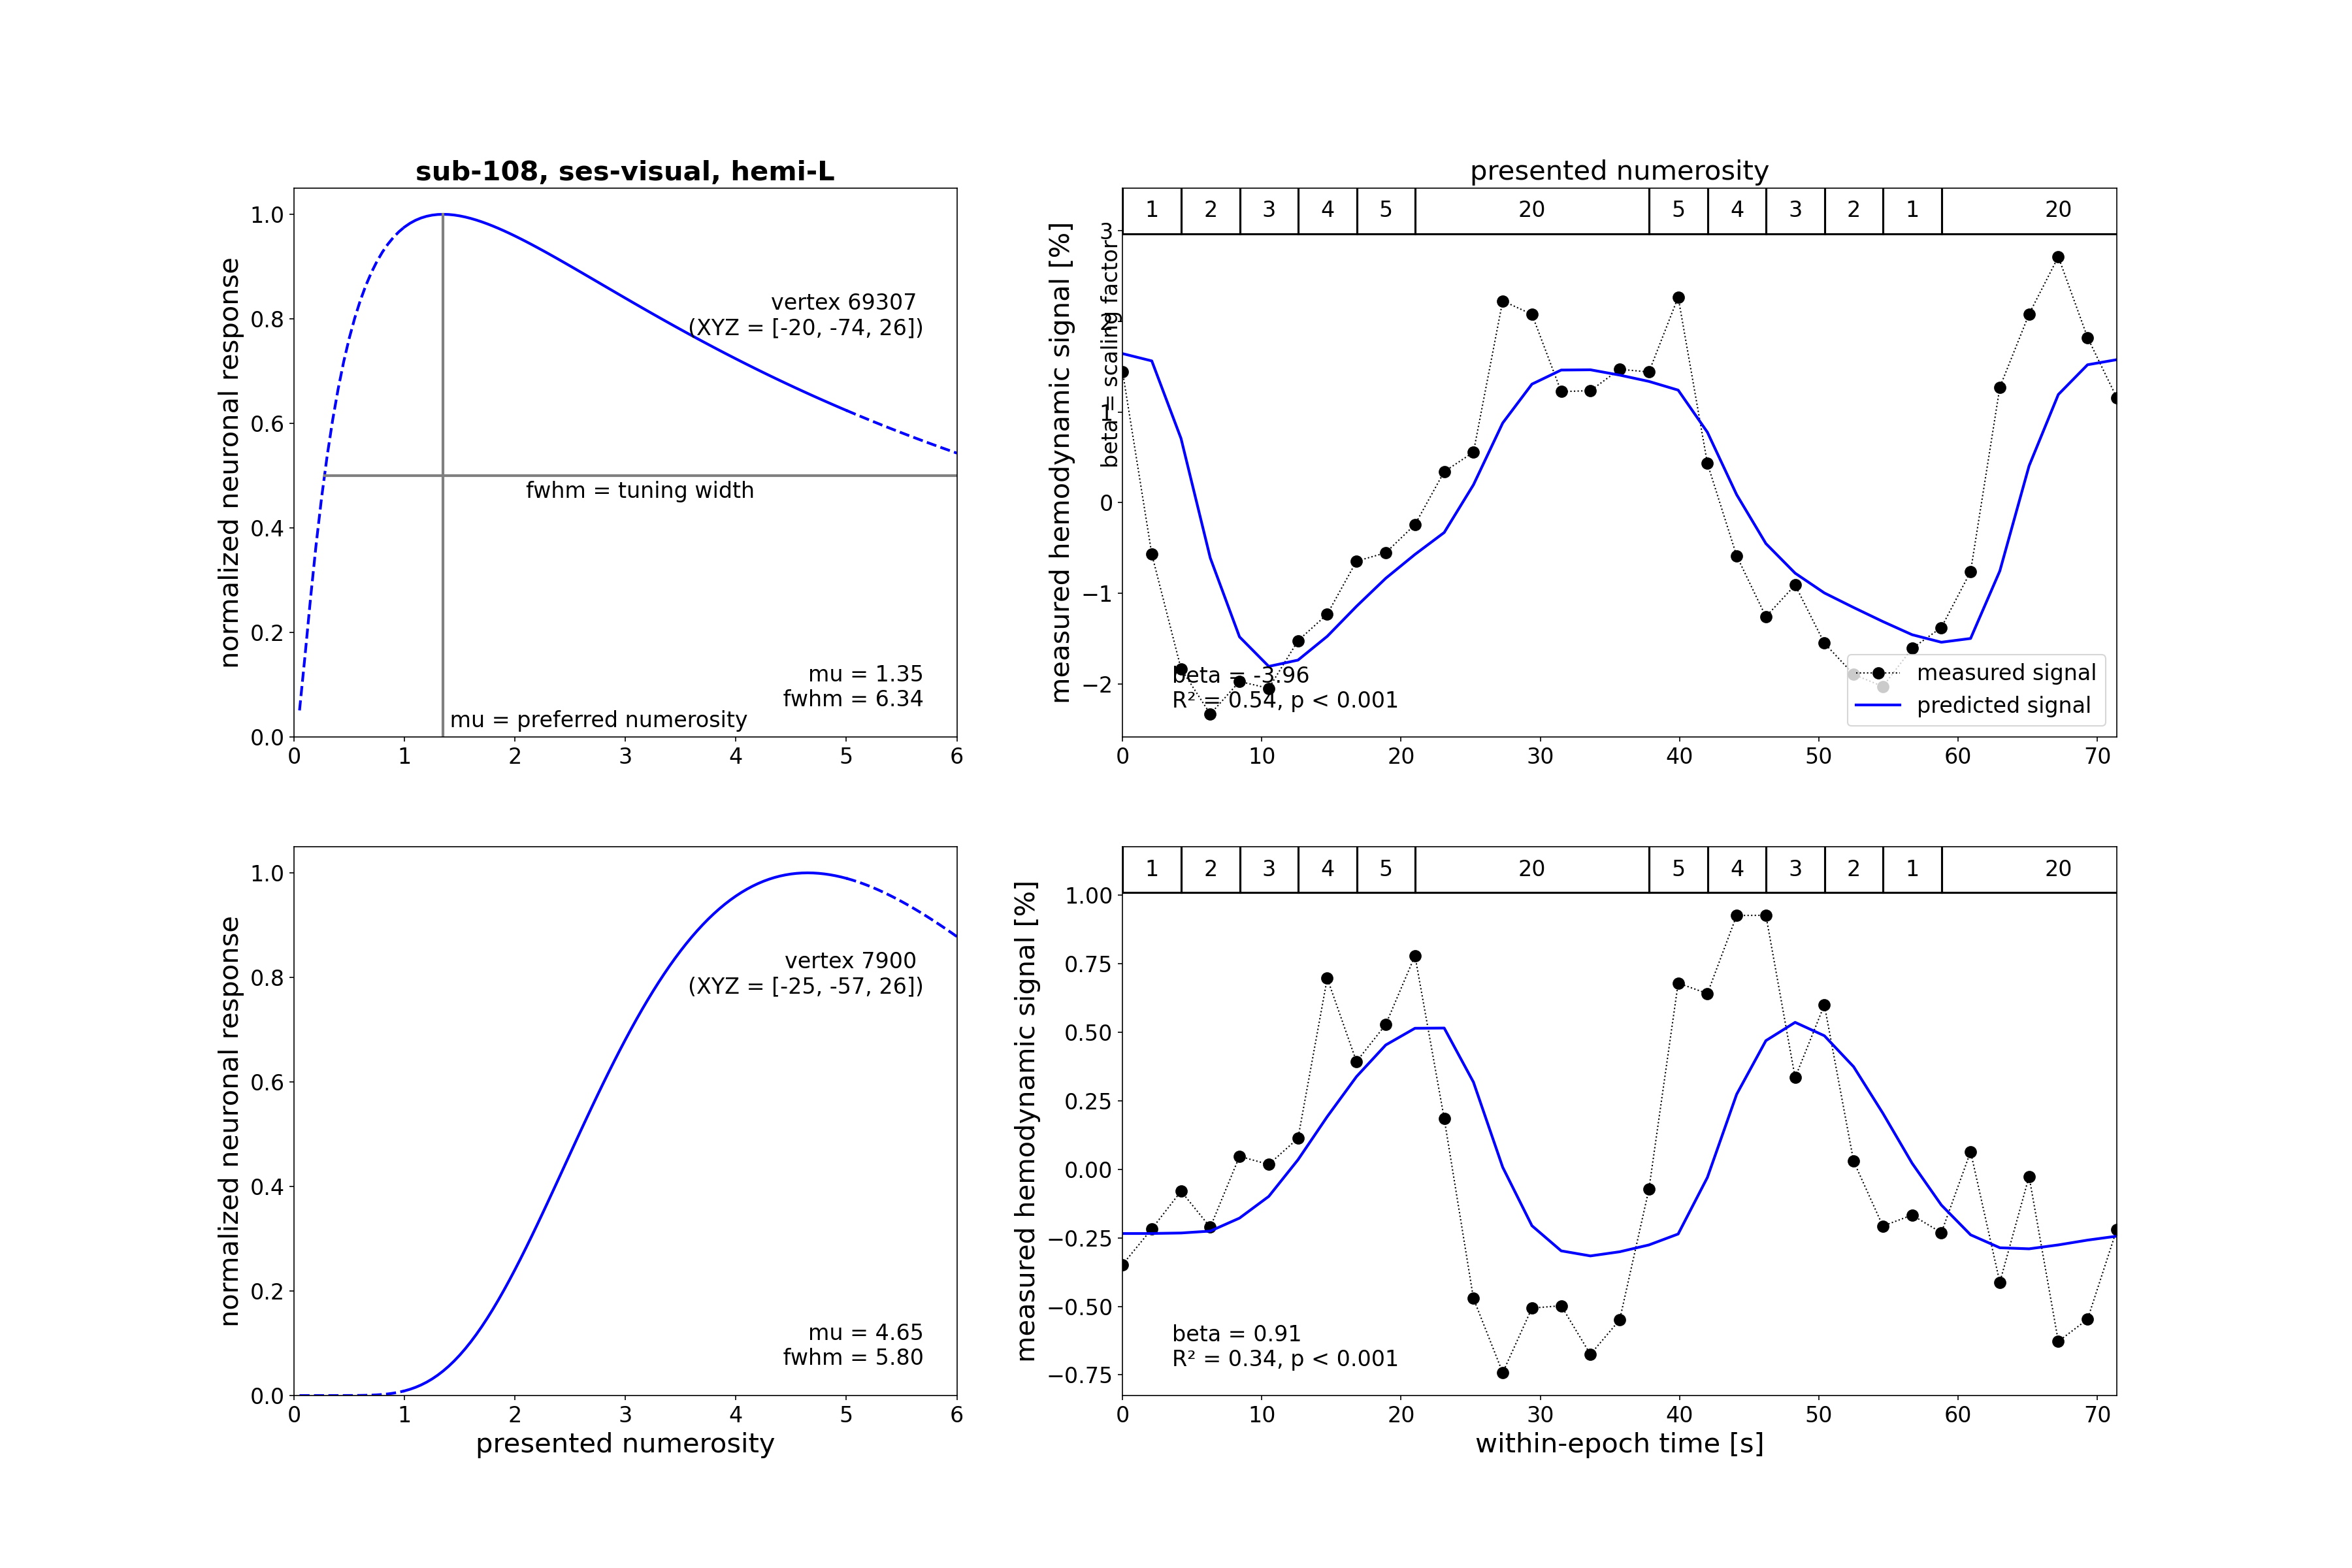 sub-108, ses-visual, hemi-L
normalized neuronal response
1.0
0.8
0.6
0.4
0.2
0.0
vertex 69307
(XYZ = [-20, -74, 26])
fwhm = tuning width
mu = 1.35
fwhm = 6.34
mu = preferred numerosity
0 1 2 3 4 5 6
presented numerosity
1 2 3 4 5 20 5 4 3 2 1 20
measured hemodynamic signal [%]
beta = scaling factor
3
2
1
0
−1
−2
beta = -3.96
R² = 0.54, p < 0.001
measured signal
predicted signal
0 10 20 30 40 50 60 70
normalized neuronal response
1.0
0.8
0.6
0.4
0.2
0.0
vertex 7900
(XYZ = [-25, -57, 26])
mu = 4.65
fwhm = 5.80
0 1 2 3 4 5 6
presented numerosity
1 2 3 4 5 20 5 4 3 2 1 20
measured hemodynamic signal [%]
1.00
0.75
0.50
0.25
0.00
−0.25
−0.50
−0.75
beta = 0.91
R² = 0.34, p < 0.001
0 10 20 30 40 50 60 70
within-epoch time [s]